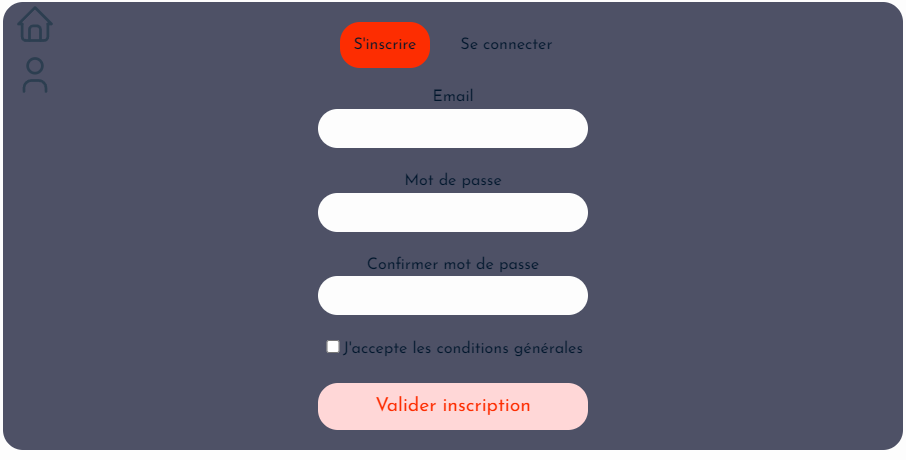 S'inscrire Se connecter
Email
Mot de passe
Confirmer mot de passe
J'accepte les conditions générales
Valider inscription